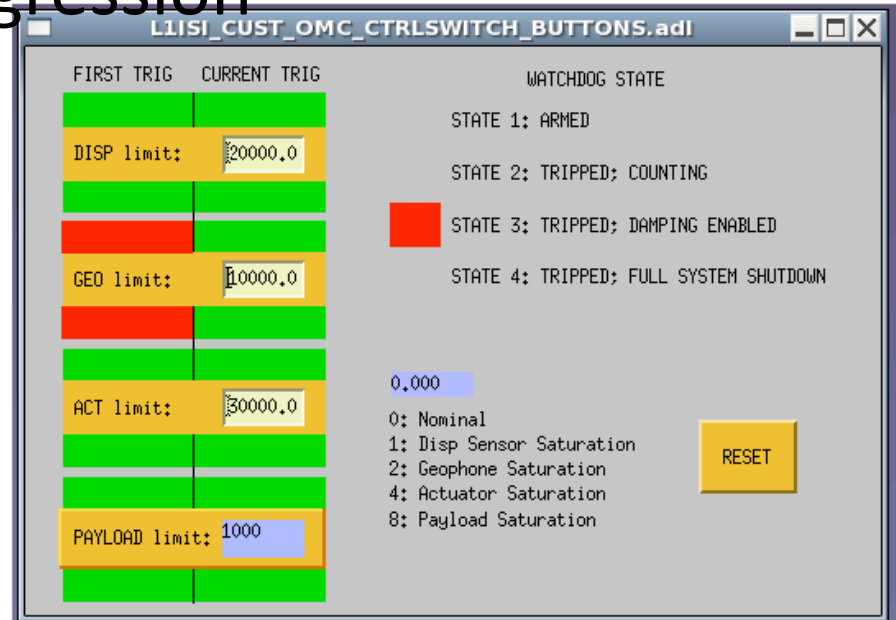 gression
L1ISI_CUST_OMC_CTRLSWITCH_BUTTONS.adl
FIRST TRIG CURRENT TRIG
DISP limit: 20000.0
GEO limit: 10000.0
ACT limit: 30000.0
PAYLOAD limit: 1000
WATCHDOG STATE
STATE 1: ARMED
STATE 2: TRIPPED; COUNTING
STATE 3: TRIPPED; DAMPING ENABLED
STATE 4: TRIPPED; FULL SYSTEM SHUTDOWN
0.000
0: Nominal
1: Disp Sensor Saturation
2: Geophone Saturation
4: Actuator Saturation
8: Payload Saturation
RESET